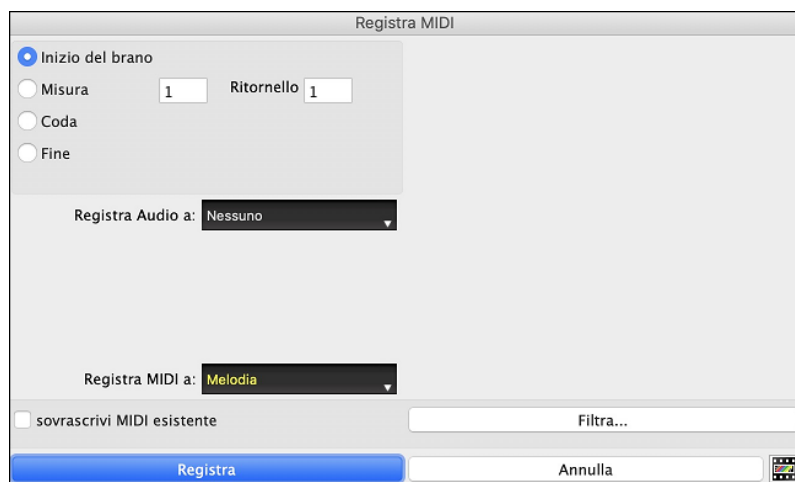 Registra MIDI
Inizio del brano
Misura 1 Ritornello 1
Coda
Fine
Registra Audio a: Nessuno
Registra MIDI a: Melodia
sovrascrivi MIDI esistente Filtra...
Registra Annulla